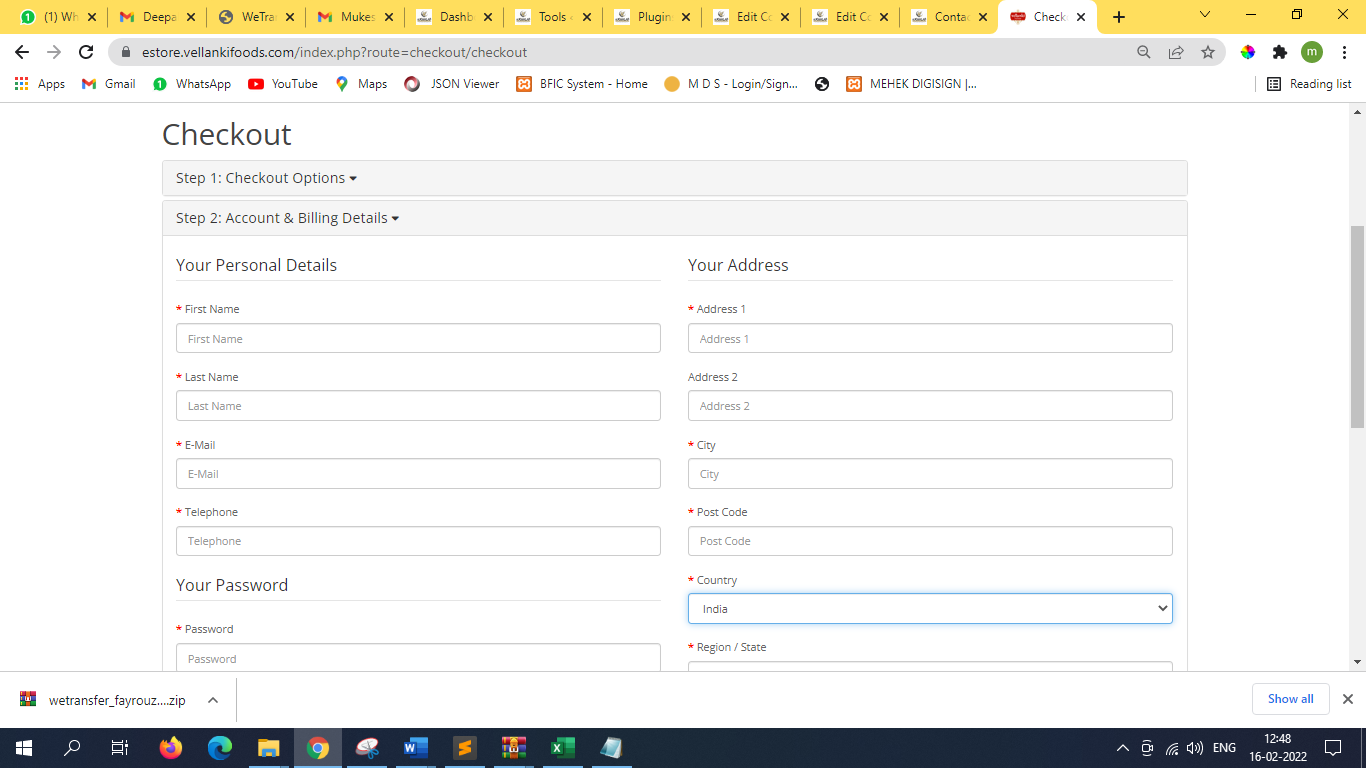 (1) Wh
Deepa
WeTra
Mukes
Dashb
Tools
Plugin
Edit Co
Edit Co
Contac
Check
estore.vellankifoods.com/index.php?route=checkout/checkout
m
Apps
Gmail
WhatsApp
YouTube
Maps
JSON Viewer
BFIC System - Home
M D S - Login/Sign...
MEHEK DIGISIGN |...
Reading list
Checkout
Step 1: Checkout Options
Step 2: Account & Billing Details
Your Personal Details
* First Name
First Name
* Last Name
Last Name
* E-Mail
E-Mail
* Telephone
Telephone
Your Password
* Password
Password
Your Address
* Address 1
Address 1
Address 2
Address 2
* City
City
* Post Code
Post Code
* Country
India
* Region / State
wetransfer_fayrouz....zip
Show all
ENG
12:48
16-02-2022